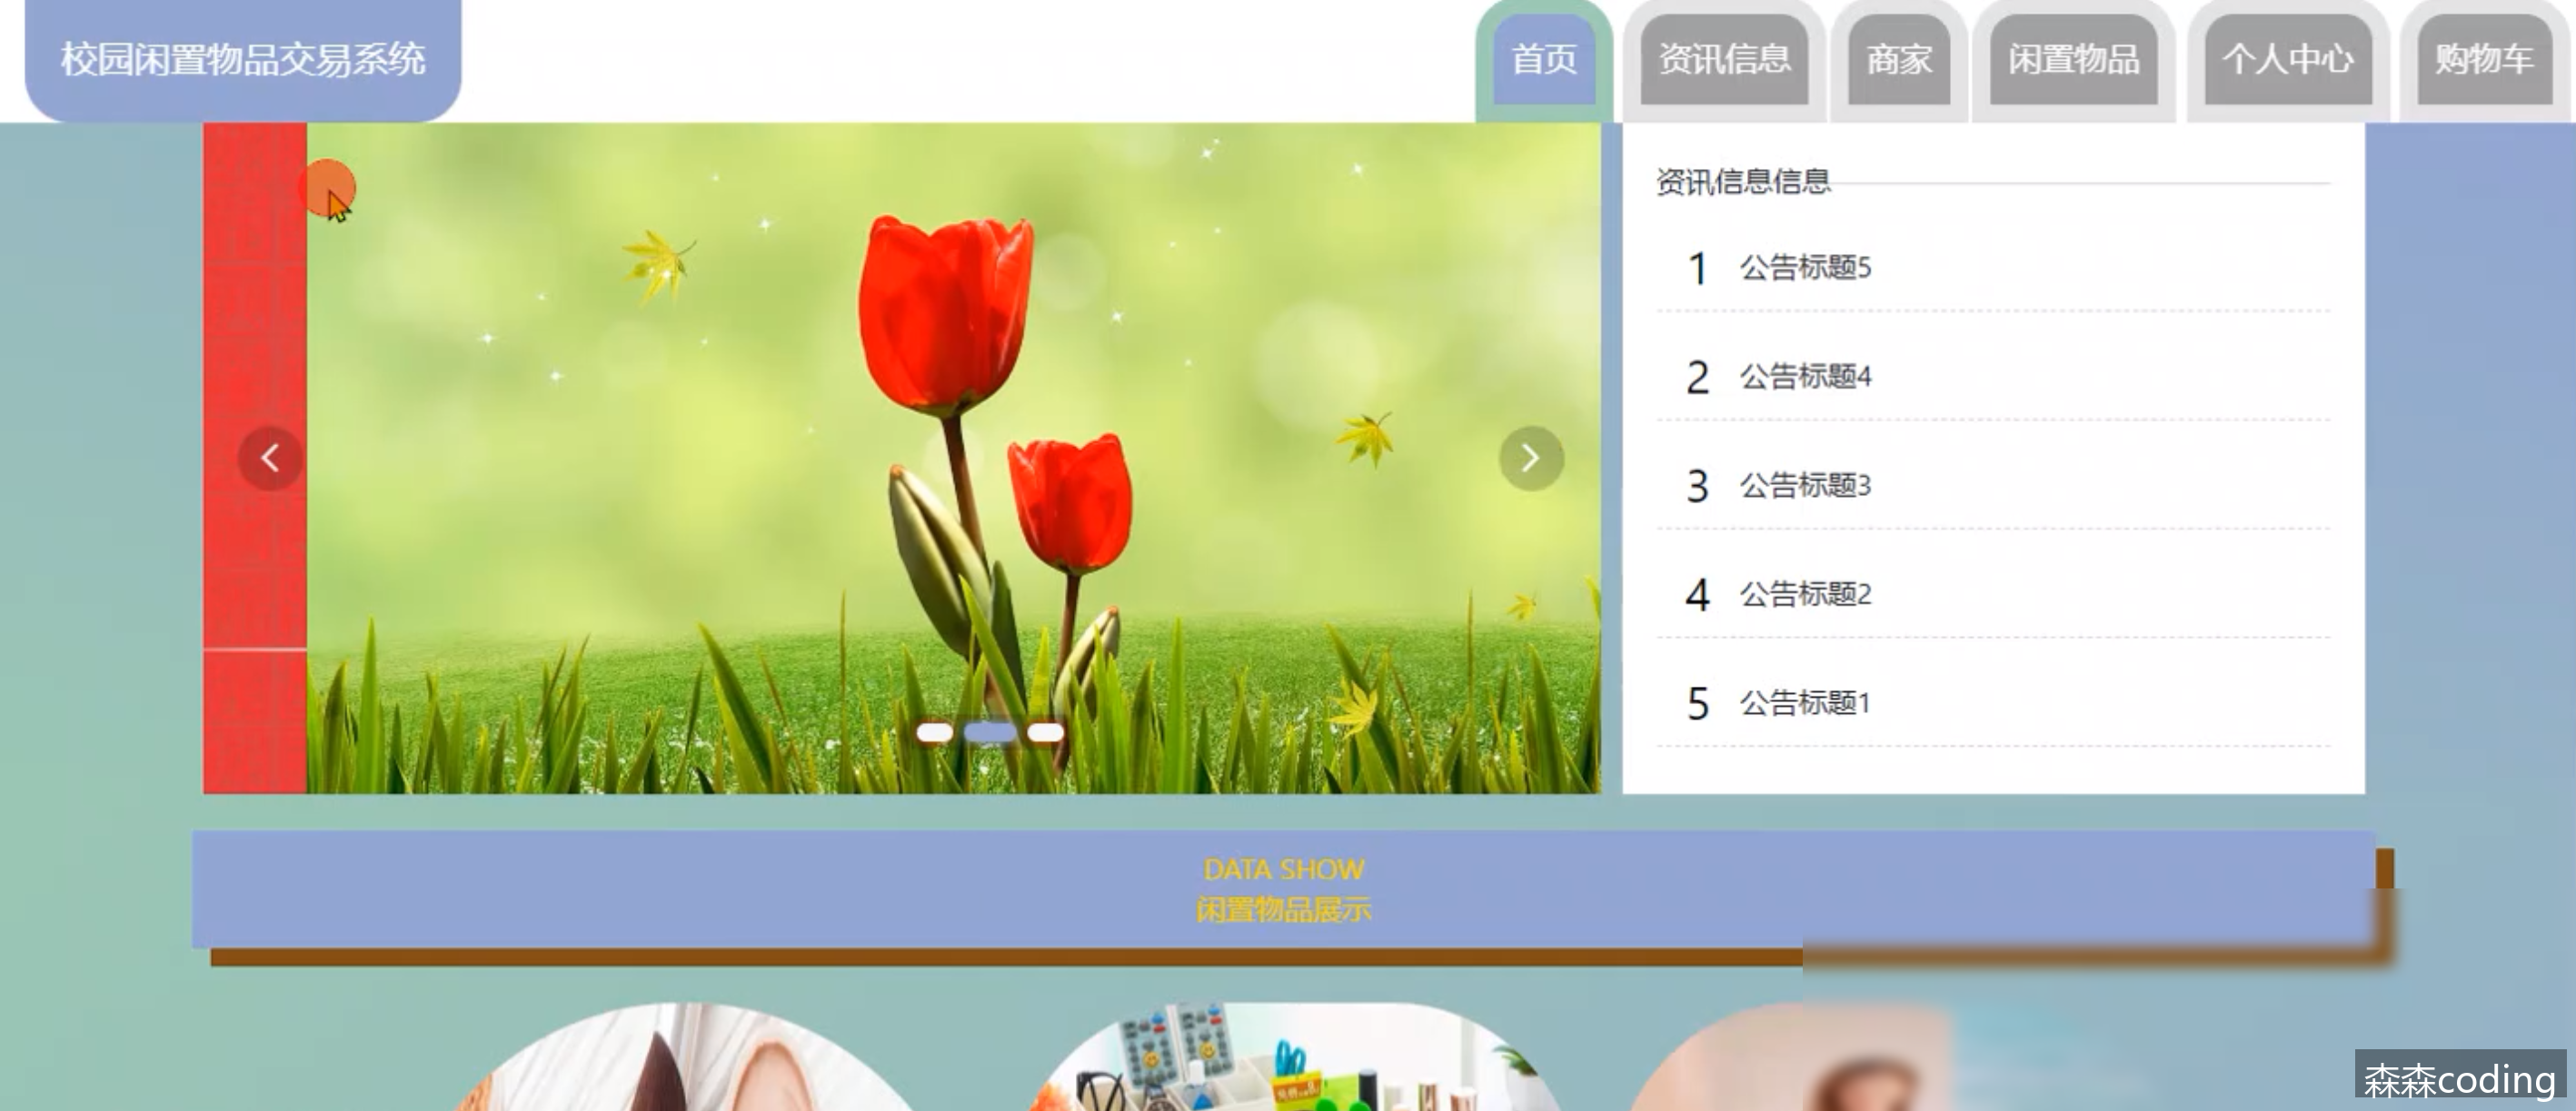 校园闲置物品交易系统
首页
资讯信息
商家
闲置物品
个人中心
购物车
资讯信息信息
1 公告标题5
2 公告标题4
3 公告标题3
4 公告标题2
5 公告标题1
DATA SHOW
闲置物品展示
森森coding